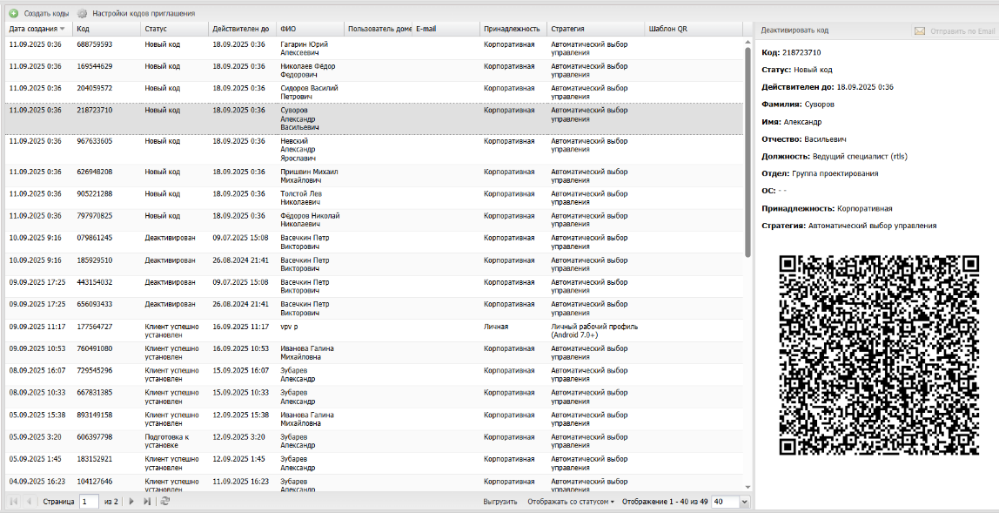 Создать коды Настройки кодов приглашения
Дата создания Код Статус Действителен до ФИО Пользователь доме E-mail Принадлежность Стратегия Шаблон QR
11.09.2025 0:36 688759593 Новый код 18.09.2025 0:36 Гагарин Юрий Корпоративная Автоматический выбор
Алексеевич управления
11.09.2025 0:36 169544629 Новый код 18.09.2025 0:36 Николаев Фёдор Корпоративная Автоматический выбор
Федорович управления
11.09.2025 0:36 204059572 Новый код 18.09.2025 0:36 Сидоров Василий Корпоративная Автоматический выбор
Петрович управления
11.09.2025 0:36 218723710 Новый код 18.09.2025 0:36 Суворов Корпоративная Автоматический выбор
Александр управления
Васильевич
11.09.2025 0:36 967633605 Новый код 18.09.2025 0:36 Невский Корпоративная Автоматический выбор
Александр управления
Ярославич
11.09.2025 0:36 626948208 Новый код 18.09.2025 0:36 Пришвин Михаил Корпоративная Автоматический выбор
Михайлович управления
11.09.2025 0:36 905221288 Новый код 18.09.2025 0:36 Толстой Лев Корпоративная Автоматический выбор
Николаевич управления
11.09.2025 0:36 797970825 Новый код 18.09.2025 0:36 Фёдоров Николай Корпоративная Автоматический выбор
Николаевич управления
10.09.2025 9:16 079861245 Деактивирован 09.07.2025 15:08 Васечкин Петр Корпоративная Автоматический выбор
Викторович управления
10.09.2025 9:16 185929510 Деактивирован 26.08.2024 21:41 Васечкин Петр Корпоративная Автоматический выбор
Викторович управления
09.09.2025 17:25 443154032 Деактивирован 09.07.2025 15:08 Васечкин Петр Корпоративная Автоматический выбор
Викторович управления
09.09.2025 17:25 656093433 Деактивирован 26.08.2024 21:41 Васечкин Петр Корпоративная Автоматический выбор
Викторович управления
09.09.2025 11:17 177564727 Клиент успешно 16.09.2025 11:17 vpv p Личная Личный рабочий профиль
установлен (Android 7.0+)
09.09.2025 10:53 760491080 Клиент успешно 16.09.2025 10:53 Иванова Галина Корпоративная Автоматический выбор
установлен Михайловна управления
08.09.2025 16:07 729545296 Клиент успешно 15.09.2025 16:07 Зубарев Корпоративная Автоматический выбор
установлен Александр управления
08.09.2025 10:33 667831385 Клиент успешно 15.09.2025 10:33 Зубарев Корпоративная Автоматический выбор
установлен Александр управления
05.09.2025 15:38 893149158 Клиент успешно 12.09.2025 15:38 Иванова Галина Корпоративная Автоматический выбор
установлен Михайловна управления
05.09.2025 3:20 606397798 Подготовка к 12.09.2025 3:20 Зубарев Корпоративная Автоматический выбор
установке Александр управления
05.09.2025 1:45 183152921 Клиент успешно 12.09.2025 1:45 Зубарев Корпоративная Автоматический выбор
установлен Александр управления
04.09.2025 16:23 104127646 Клиент успешно 11.09.2025 16:23 Зубарев Корпоративная Автоматический выбор
установлен Александр управления
Страница 1 из 2 Выгрузить Отображать со статусом Отображение 1 - 40 из 49 40
Деактивировать код Отправить по Email
Код: 218723710
Статус: Новый код
Действителен до: 18.09.2025 0:36
Фамилия: Суворов
Имя: Александр
Отчество: Васильевич
Должность: Ведущий специалист (rtls)
Отдел: Группа проектирования
ОС: - -
Принадлежность: Корпоративная
Стратегия: Автоматический выбор управления